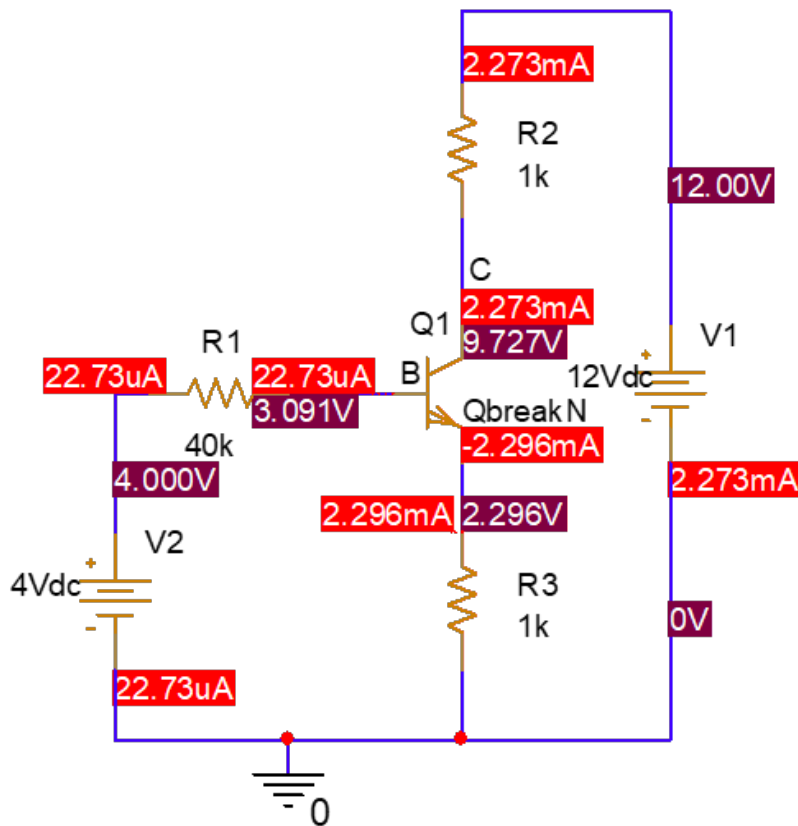 2.273mA
R2
1k
12.00V
C
2.273mA
Q1
9.727V
V1
R1
22.73uA
22.73uA
B
12Vdc
3.091V
QbreakN
40k
-2.296mA
4.000V
2.273mA
2.296mA
2.296V
V2
4Vdc
R3
1k
0V
22.73uA
0